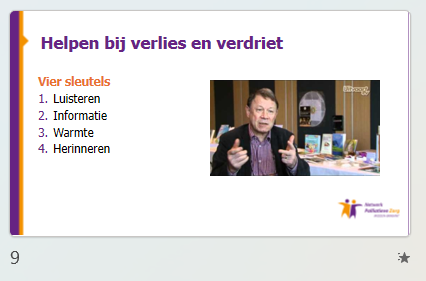 Helpen bij verlies en verdriet
Vier sleutels
1. Luisteren
2. Informatie
3. Warmte
4. Herinneren
Netwerk
Palliatieve Zorg
9